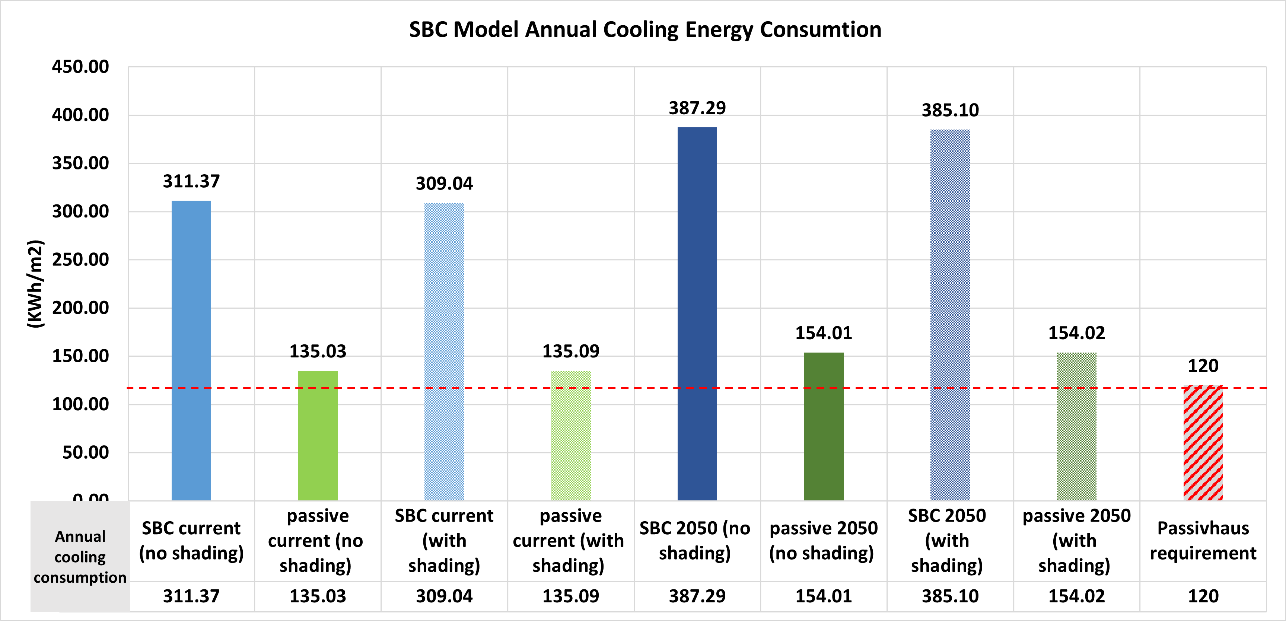 SBC Model Annual Cooling Energy Consumtion
450.00
400.00
350.00
300.00
250.00
200.00
150.00
100.00
50.00
0.00
(KWh/m2)
311.37
135.03
309.04
135.09
387.29
154.01
385.10
154.02
120
Annual
cooling
consumption
SBC current
(no shading)
passive
current (no
shading)
SBC current
(with
shading)
passive
current (with
shading)
SBC 2050 (no
shading)
passive 2050
(no shading)
SBC 2050
(with
shading)
passive 2050
(with
shading)
Passivhaus
requirement
311.37 135.03 309.04 135.09 387.29 154.01 385.10 154.02 120